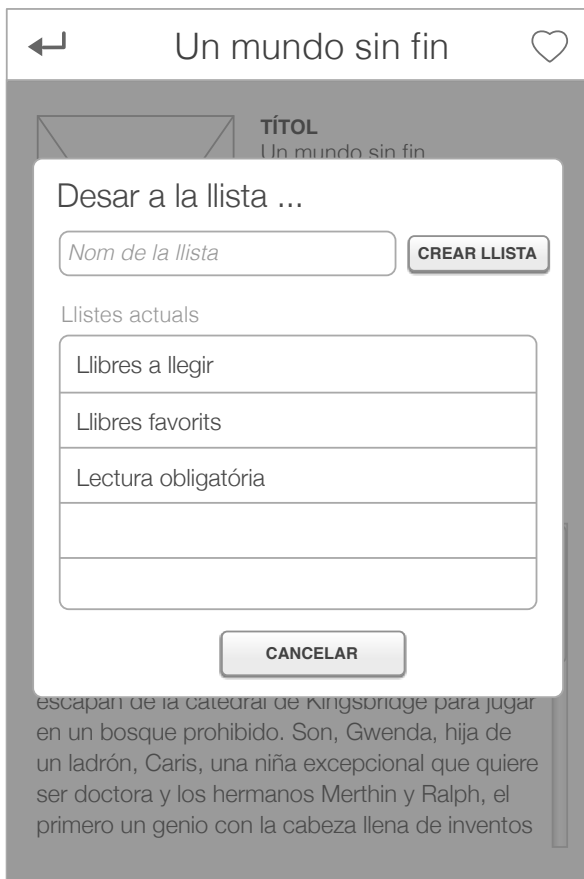 Un mundo sin fin
TÍTOL
Un mundo sin fin
Desar a la llista ...
Nom de la llista
CREAR LLISTA
Llistes actuals
Llibres a llegir
Llibres favorits
Lectura obligatória
CANCELAR
escapan de la catedral de Kingsbridge para jugar
en un bosque prohibido. Son, Gwenda, hija de
un ladrón, Caris, una niña excepcional que quiere
ser doctora y los hermanos Merthin y Ralph, el
primero un genio con la cabeza llena de inventos